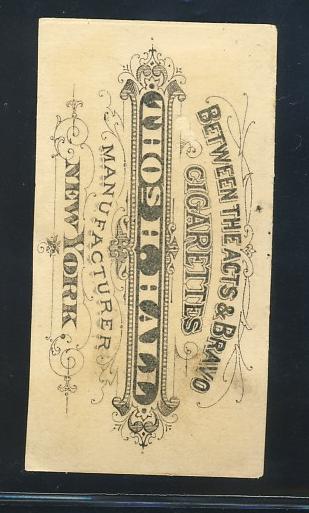 BETWEEN THE ACTS & BRAVO
CIGARETTES
THOS. H. HALL
MANUFACTURER
NEW YORK